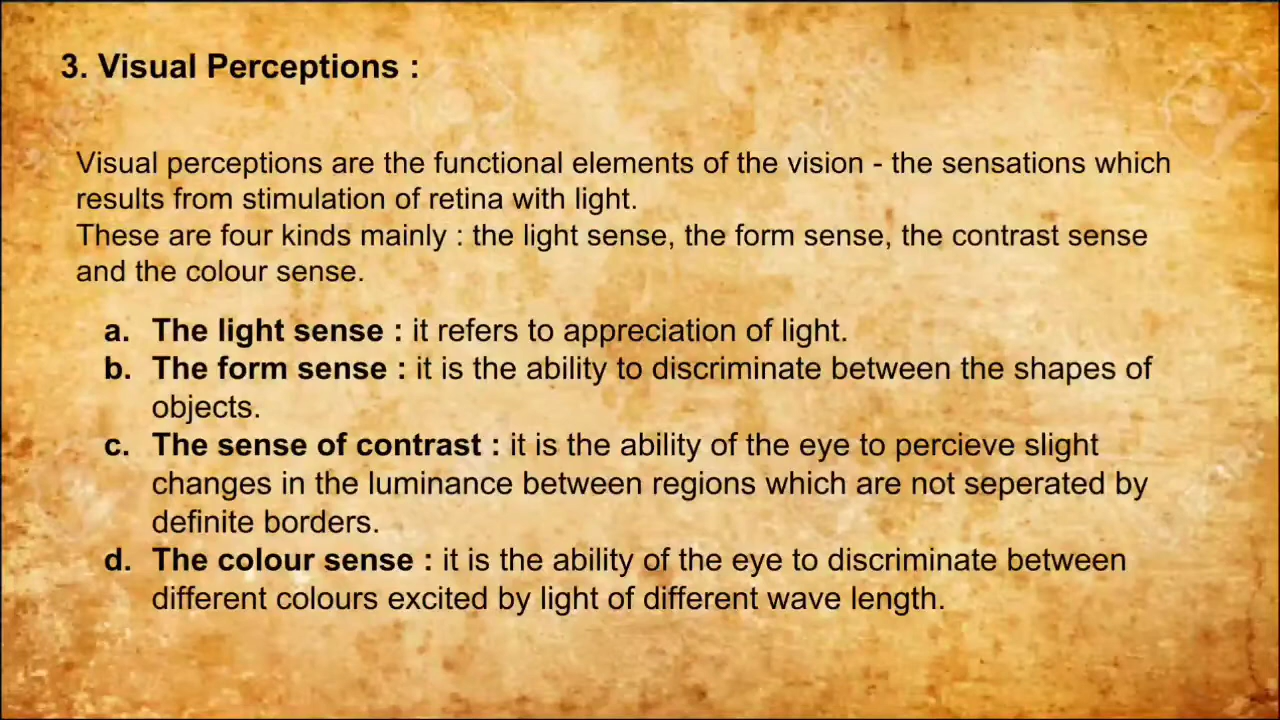 3. Visual Perceptions :
Visual perceptions are the functional elements of the vision - the sensations which
results from stimulation of retina with light.
These are four kinds mainly : the light sense, the form sense, the contrast sense
and the colour sense.
a. The light sense : it refers to appreciation of light.
b. The form sense : it is the ability to discriminate between the shapes of
objects.
c. The sense of contrast : it is the ability of the eye to percieve slight
changes in the luminance between regions which are not seperated by
definite borders.
d. The colour sense : it is the ability of the eye to discriminate between
different colours excited by light of different wave length.